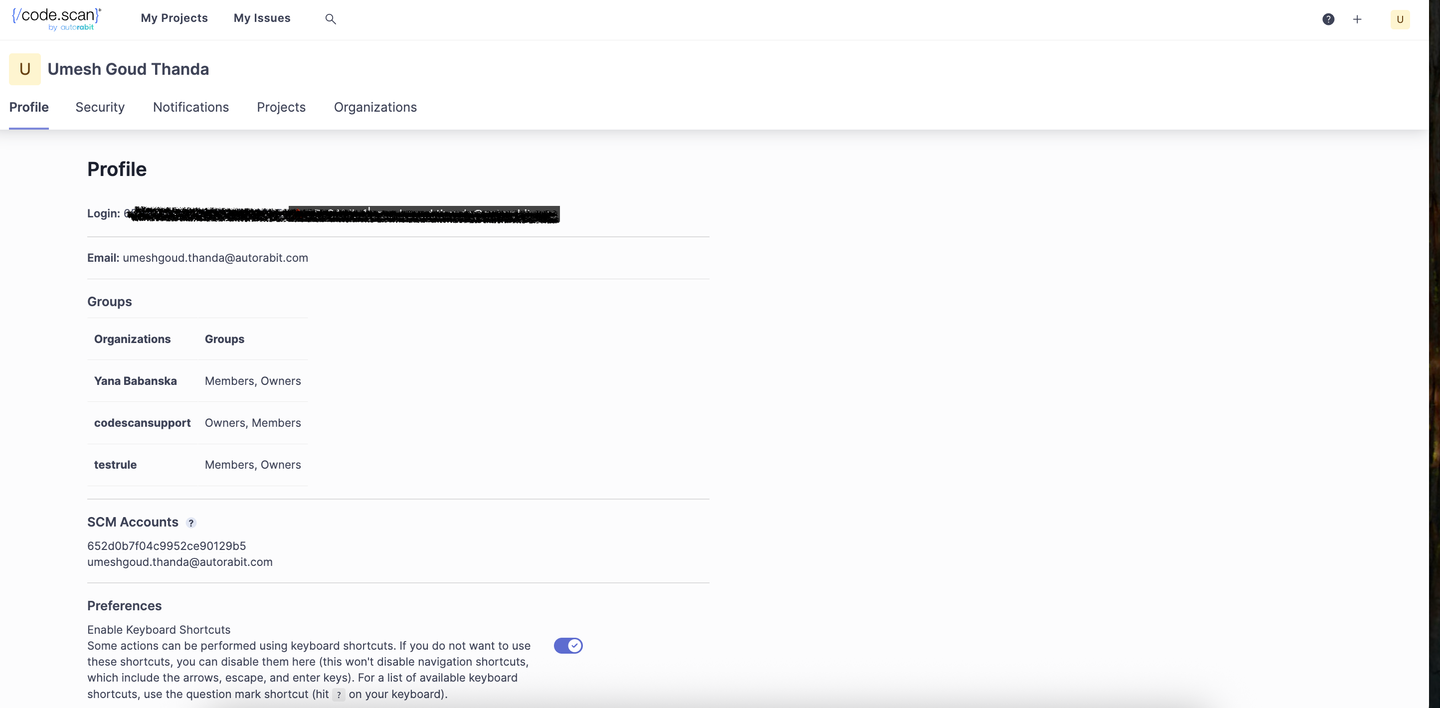 {/code.scan}
by autorabit
My Projects My Issues
? +
U
U Umesh Goud Thanda
Profile Security Notifications Projects Organizations
Profile
Login:
Email: umeshgoud.thanda@autorabit.com
Groups
Organizations Groups
Yana Babanska Members, Owners
codescansupport Owners, Members
testrule Members, Owners
SCM Accounts ?
652d0b7f04c9952ce90129b5
umeshgoud.thanda@autorabit.com
Preferences
Enable Keyboard Shortcuts
Some actions can be performed using keyboard shortcuts. If you do not want to use
these shortcuts, you can disable them here (this won't disable navigation shortcuts,
which include the arrows, escape, and enter keys). For a list of available keyboard
shortcuts, use the question mark shortcut (hit ? on your keyboard).